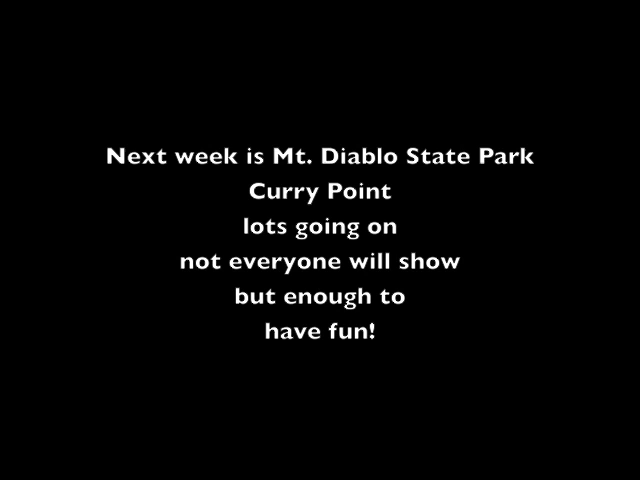 Next week is Mt. Diablo State Park
Curry Point
lots going on
not everyone will show
but enough to
have fun!